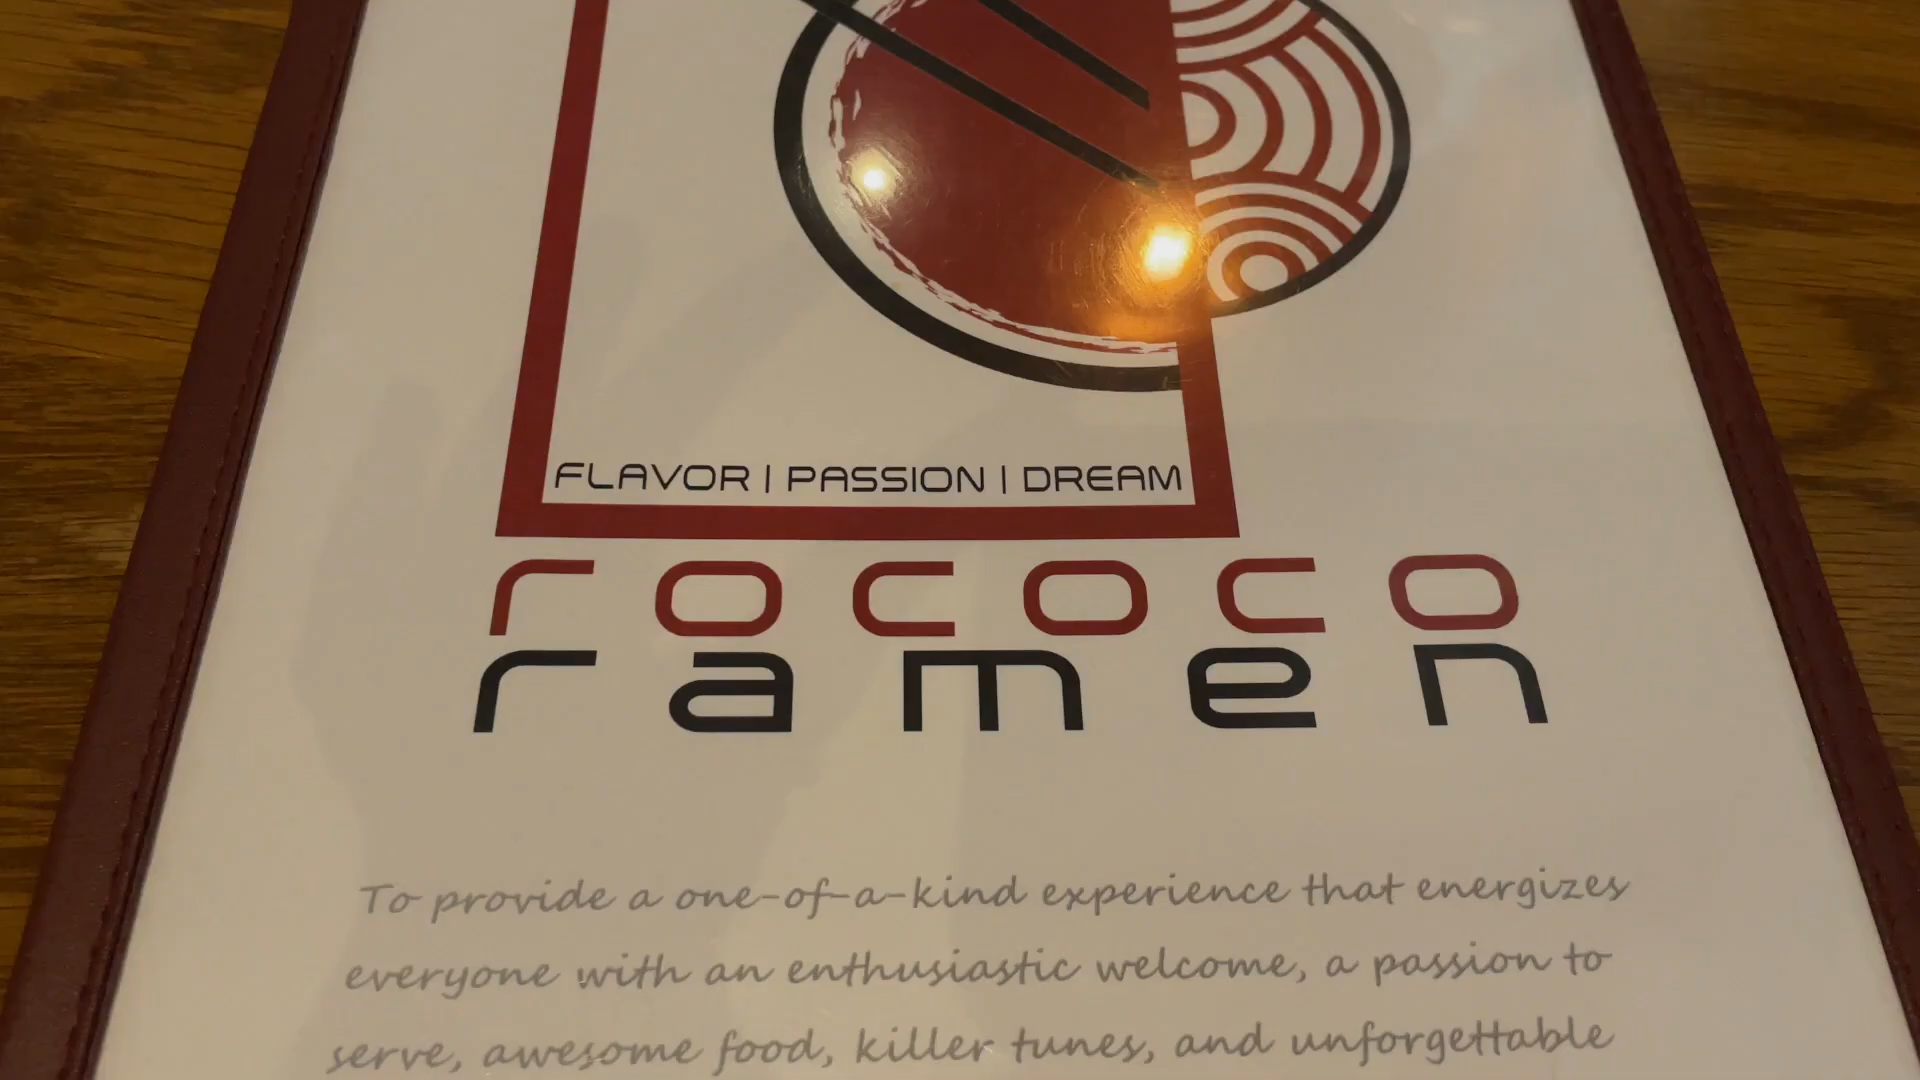 FLAVOR | PASSION | DREAM
rococo
ramen
To provide a one-of-a-kind experience that energizes
everyone with an enthusiastic welcome, a passion to
serve, awesome food, killer tunes, and unforgettable